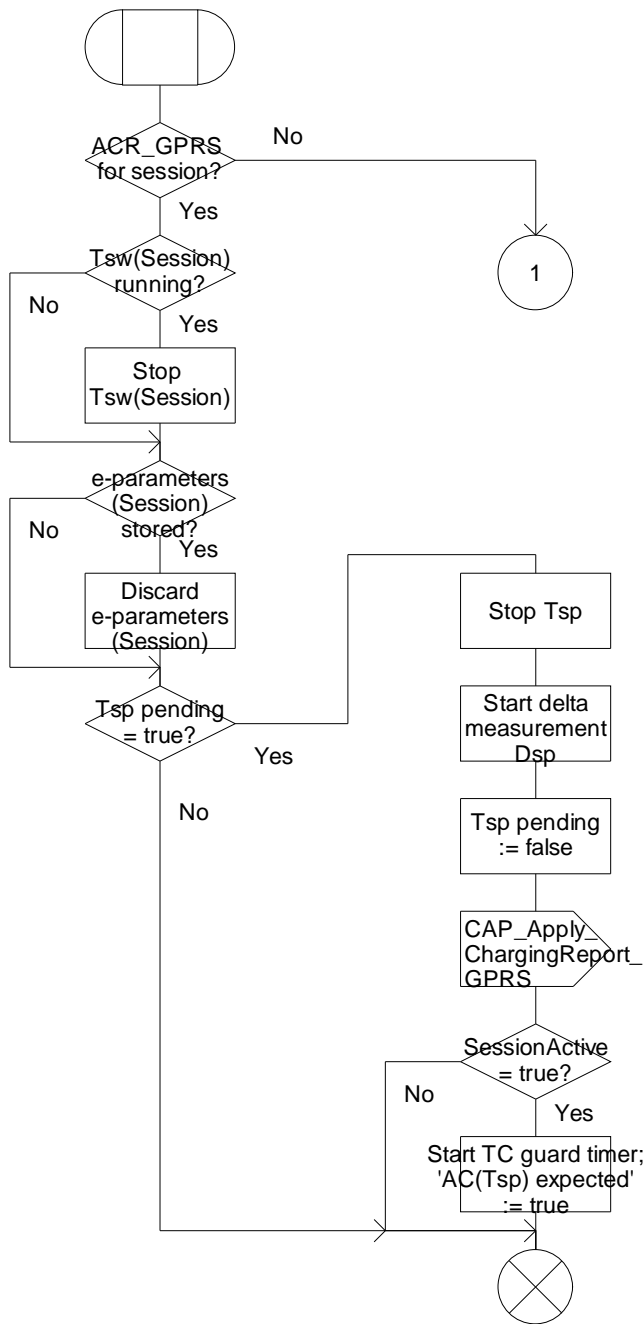 ACR_GPRS
for session?
No
Yes
Tsw(Session)
running?
1
No
Yes
Stop
Tsw(Session)
e-parameters
(Session)
stored?
No
Yes
Discard
e-parameters
(Session)
Tsp pending
= true?
Yes
No
Stop Tsp
Start delta
measurement
Dsp
Tsp pending
:= false
CAP_Apply_
ChargingReport_
GPRS
SessionActive
= true?
No
Yes
Start TC guard timer;
'AC(Tsp) expected'
:= true